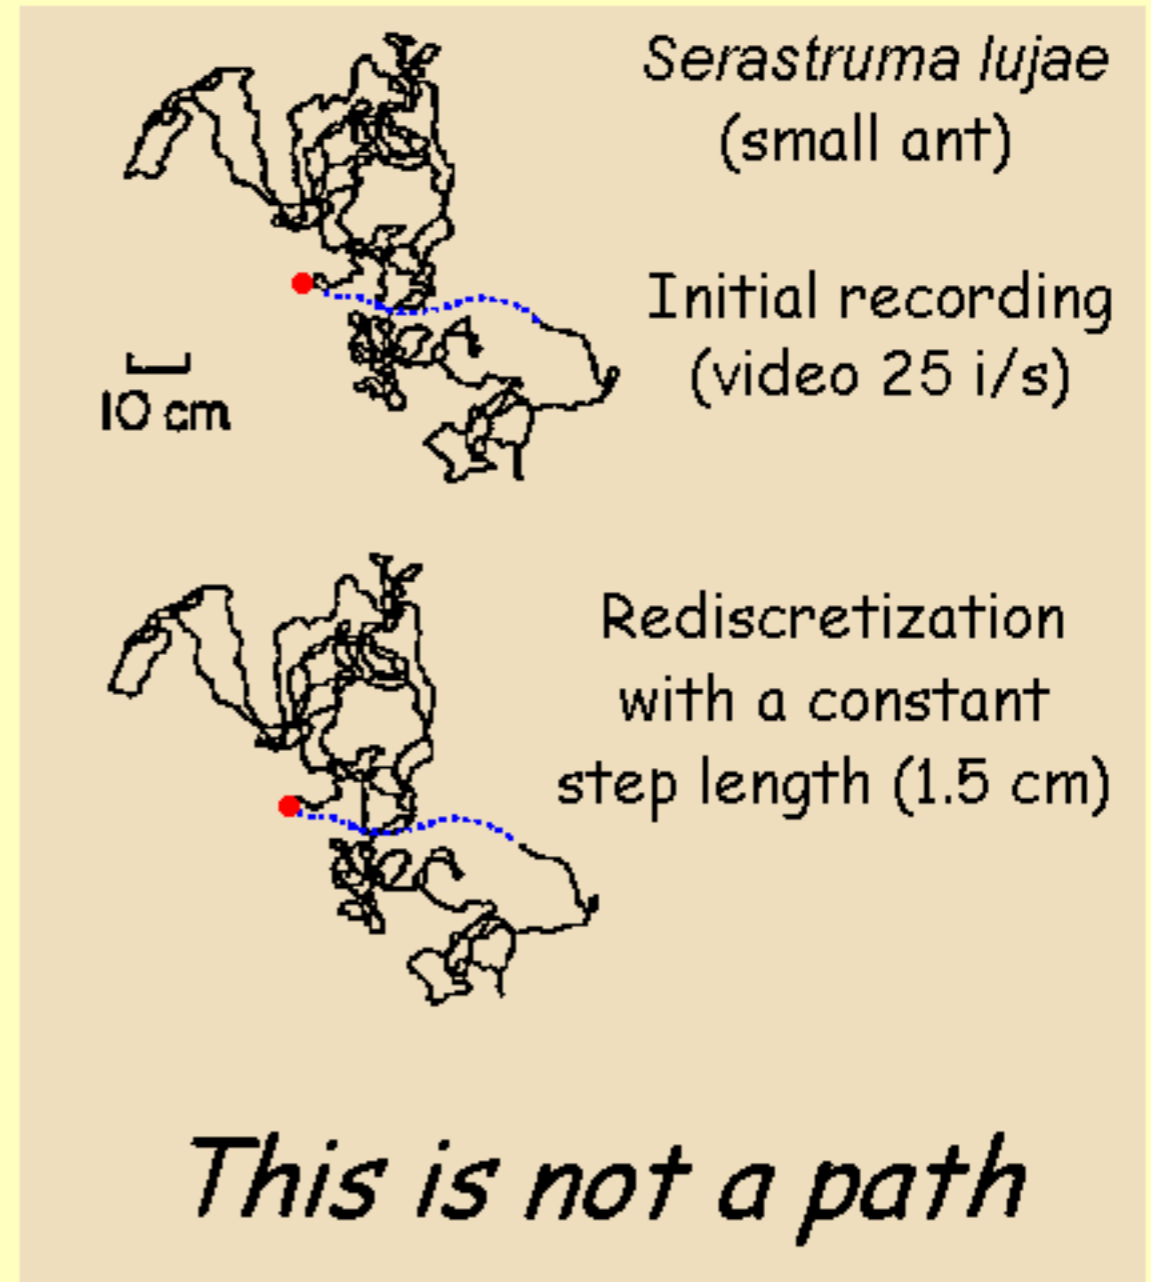 Serastruma lujae
(small ant)
Initial recording
(video 25 i/s)
10 cm
Rediscretization
with a constant
step length (1.5 cm)
This is not a path